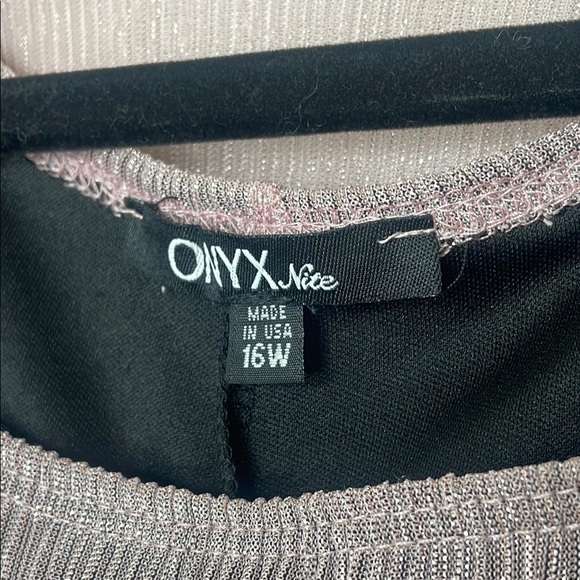 ONYX Nite
MADE
IN USA
16W